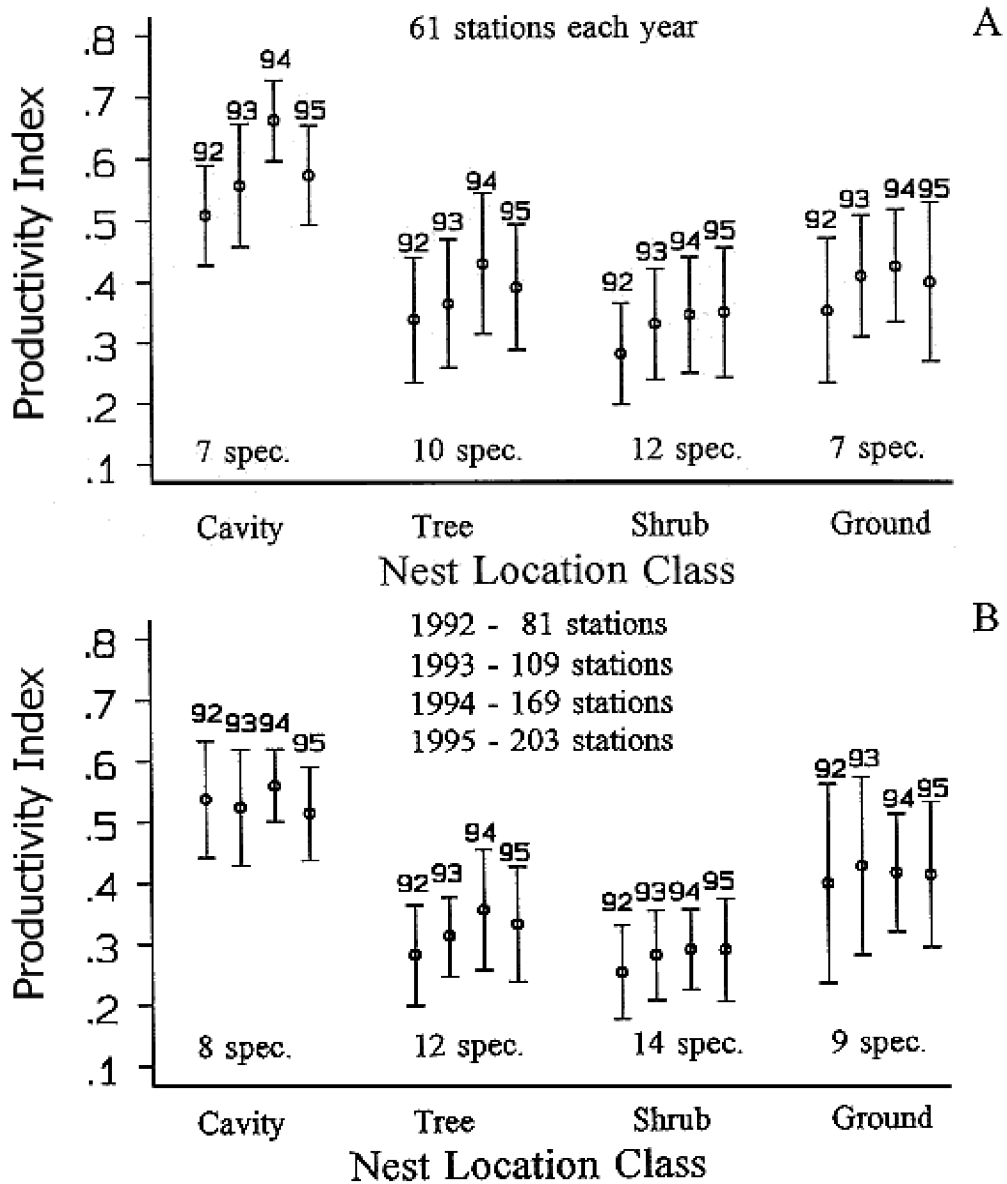 A
61 stations each year
Productivity Index
.8
.7
.6
.5
.4
.3
.2
.1
92 93 94 95
92 93 94 95
92 93 94 95
92 93 94 95
7 spec. 10 spec. 12 spec. 7 spec.
Cavity Tree Shrub Ground
Nest Location Class
B
1992 - 81 stations
1993 - 109 stations
1994 - 169 stations
1995 - 203 stations
Productivity Index
.8
.7
.6
.5
.4
.3
.2
.1
92 93 94 95
92 93 94 95
92 93 94 95
92 93 94 95
8 spec. 12 spec. 14 spec. 9 spec.
Cavity Tree Shrub Ground
Nest Location Class